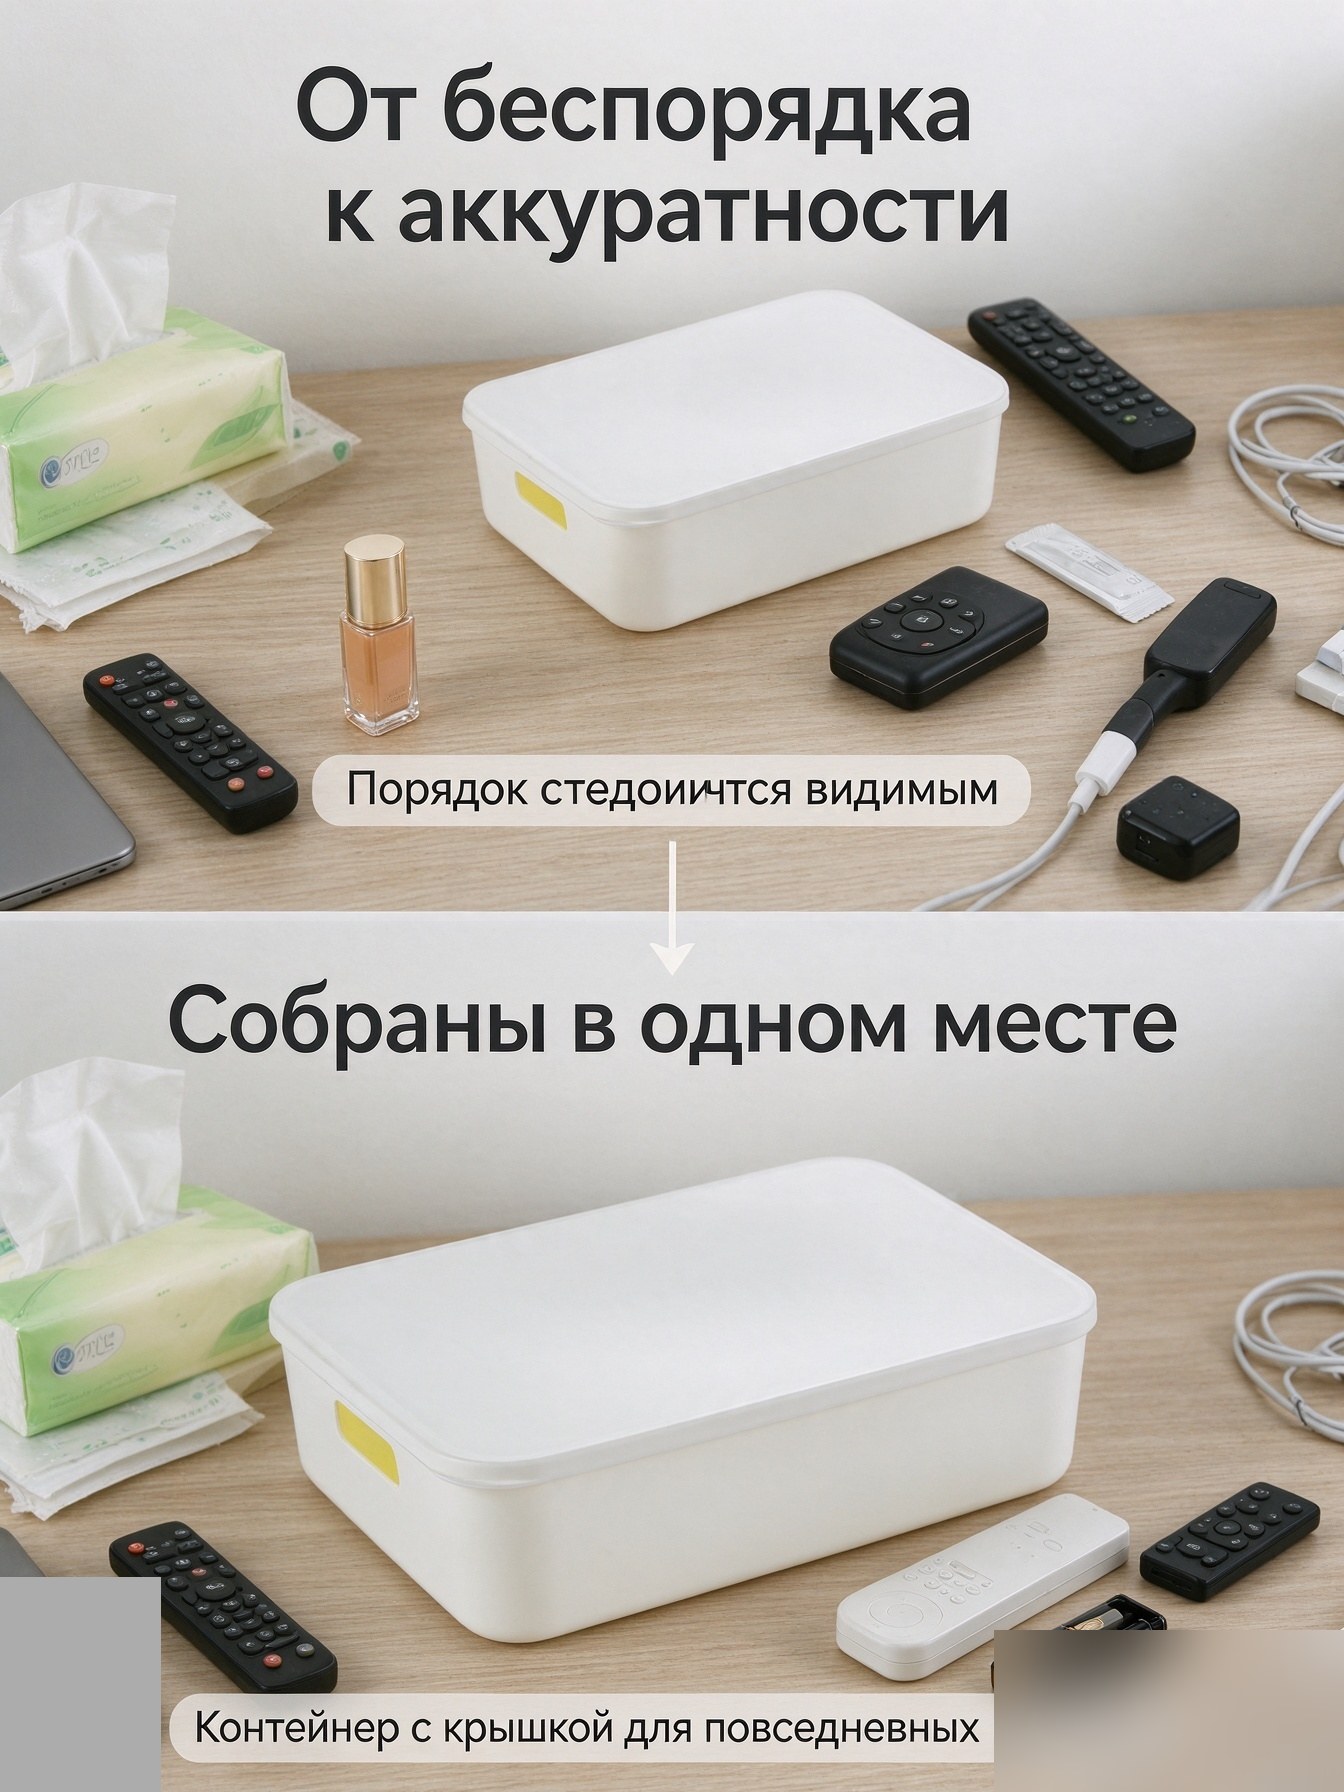 От беспорядка
к аккуратности
Порядок стедоиичтся видимым
Собраны в одном месте
Контейнер с крышкой для повседневных